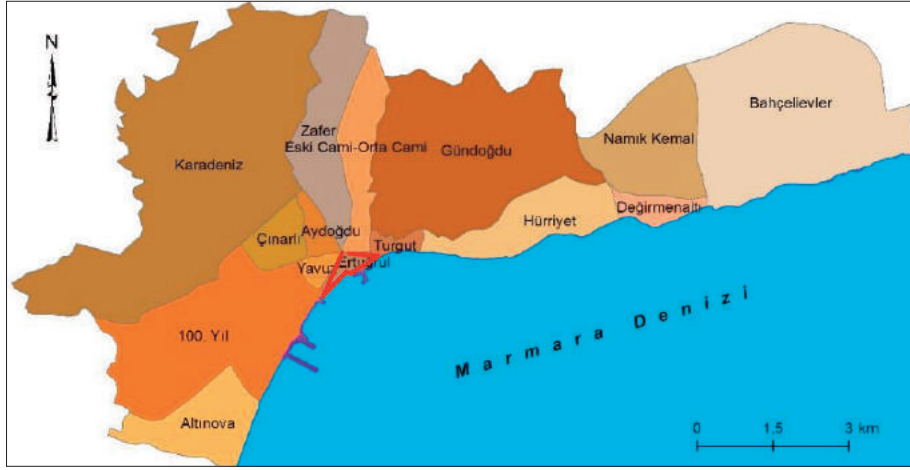 N
Bahçelievler
Zafer
Namık Kemal
Eski Cami-Orta Cami
Gündoğdu
Karadeniz
Değirmenaltı
Hürriyet
Aydoğdu
Çınarlı
Turgut
Yavuz
Ertuğrul
Marmara Denizi
100. Yıl
Altınova
0 1,5 3 km